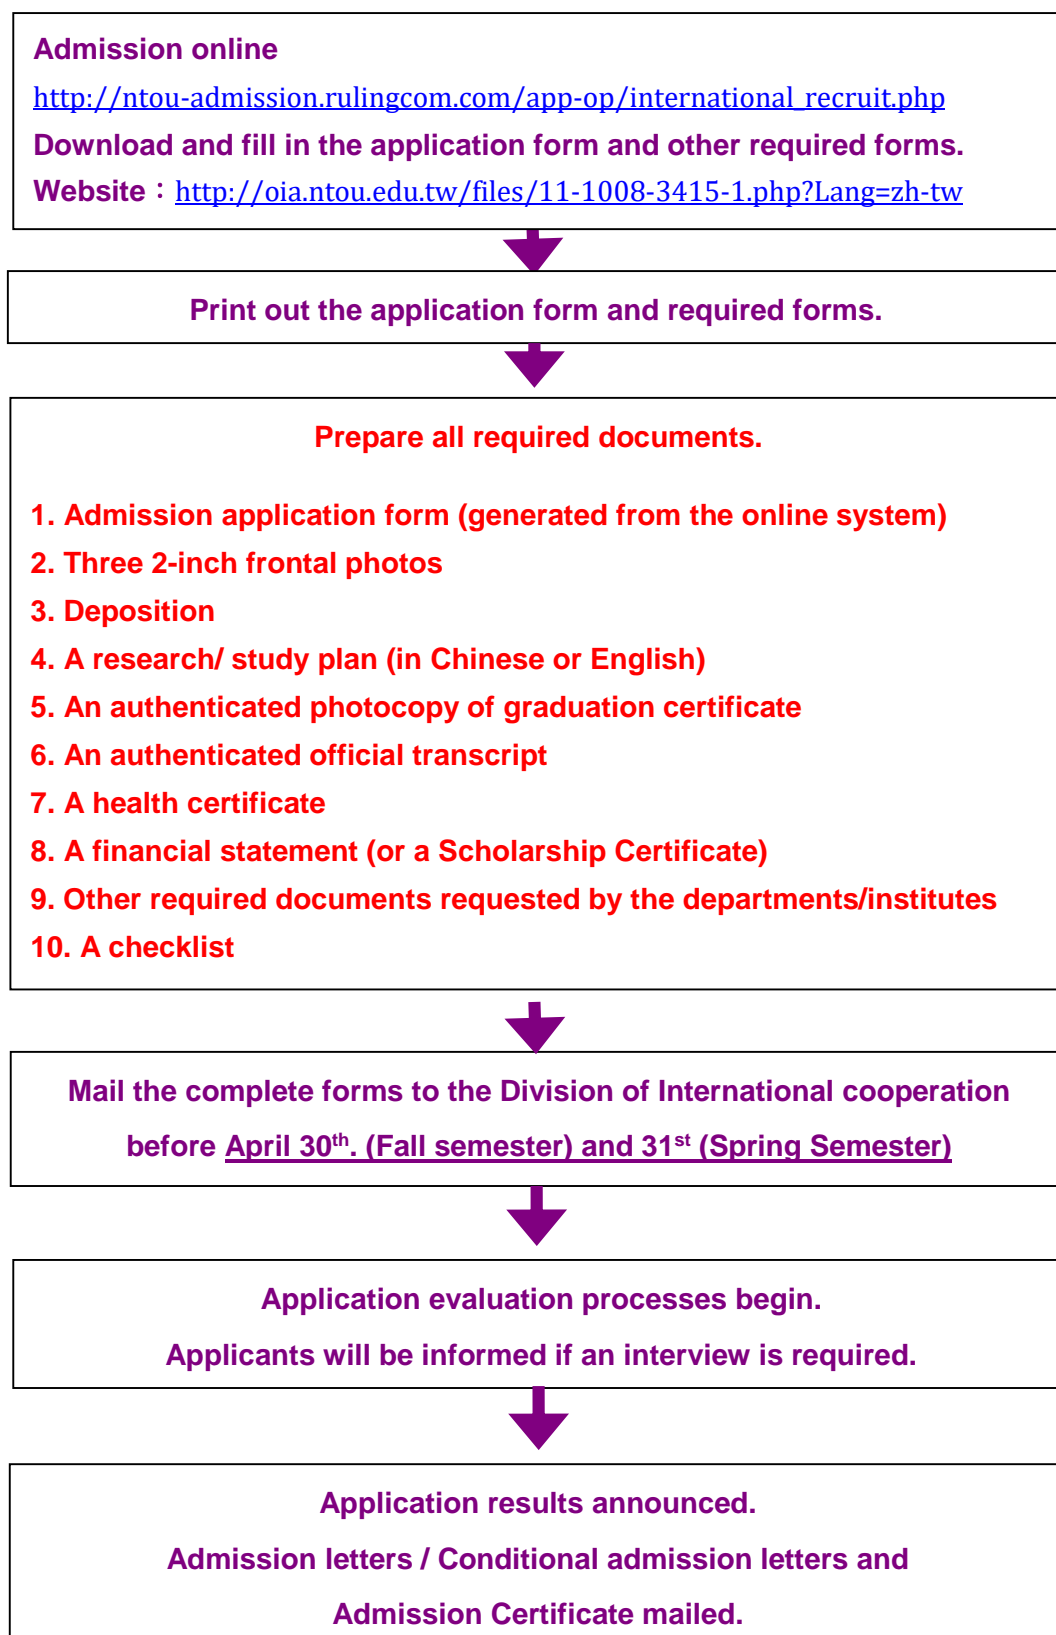 Admission online
http://ntou-admission.rulingcom.com/app-op/international_recruit.php
Download and fill in the application form and other required forms.
Website：http://oia.ntou.edu.tw/files/11-1008-3415-1.php?Lang=zh-tw
Print out the application form and required forms.
Prepare all required documents.
1. Admission application form (generated from the online system)
2. Three 2-inch frontal photos
3. Deposition
4. A research/ study plan (in Chinese or English)
5. An authenticated photocopy of graduation certificate
6. An authenticated official transcript
7. A health certificate
8. A financial statement (or a Scholarship Certificate)
9. Other required documents requested by the departments/institutes
10. A checklist
Mail the complete forms to the Division of International cooperation
before April 30th. (Fall semester) and 31st (Spring Semester)
Application evaluation processes begin.
Applicants will be informed if an interview is required.
Application results announced.
Admission letters / Conditional admission letters and
Admission Certificate mailed.